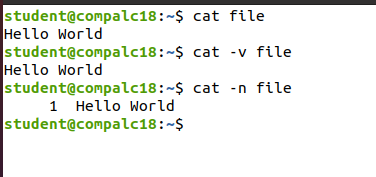 student@compalc18:~$ cat file
Hello World
student@compalc18:~$ cat -v file
Hello World
student@compalc18:~$ cat -n file
     1  Hello World
student@compalc18:~$